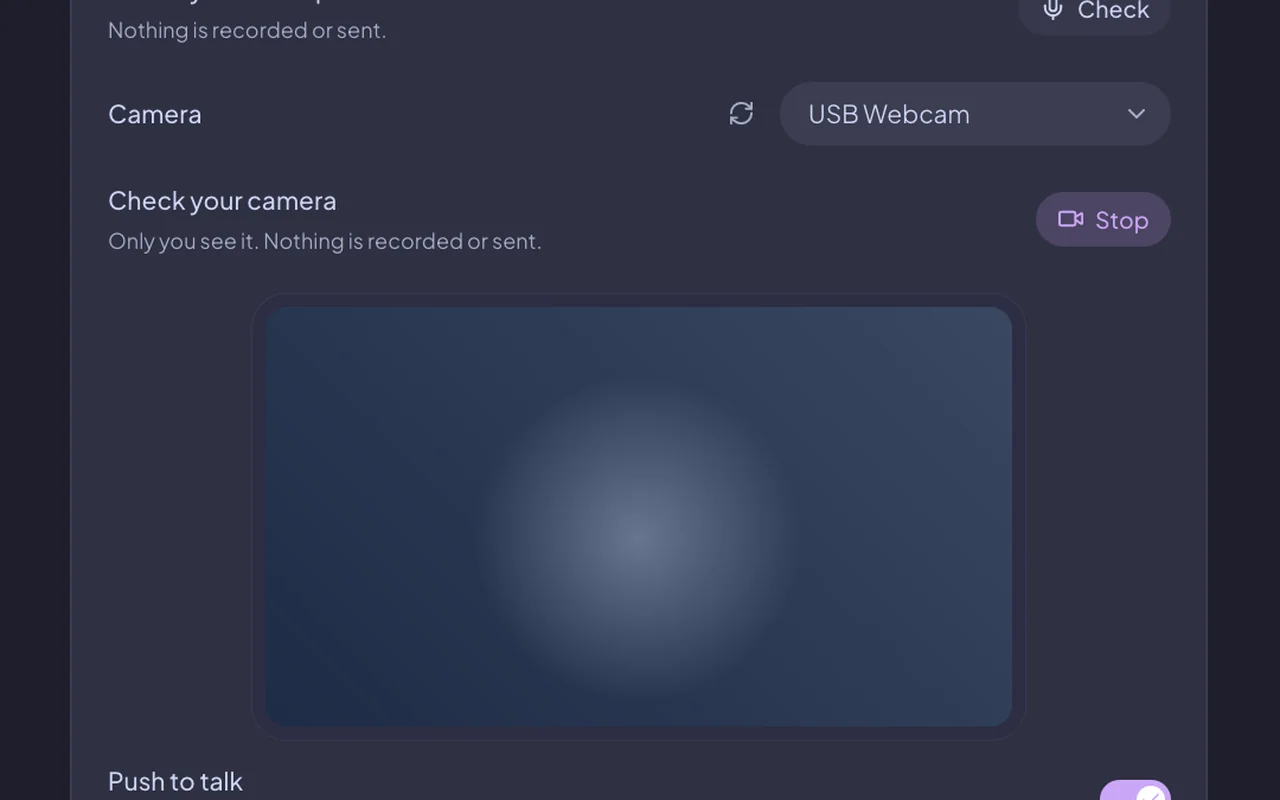 Nothing is recorded or sent.
Check
Camera
USB Webcam
Check your camera
Only you see it. Nothing is recorded or sent.
Stop
Push to talk